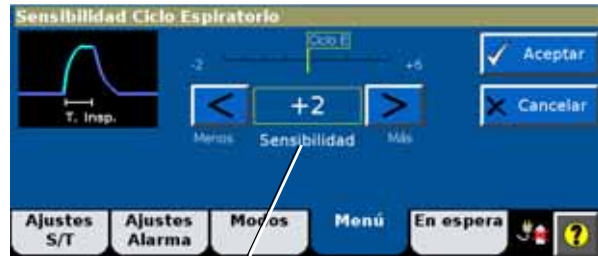 Sensibilidad Ciclo Espiratorio
Ciclo E
-2
+6
Aceptar
< +2 >
Cancelar
T. Insp.
Menos Sensibilidad Más
Ajustes S/T
Ajustes Alarma
Modos
Menú
En espera
?